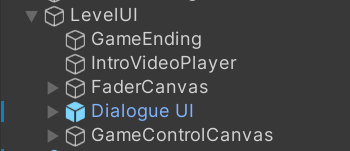 LevelUI
GameEnding
IntroVideoPlayer
FaderCanvas
Dialogue UI
GameControlCanvas